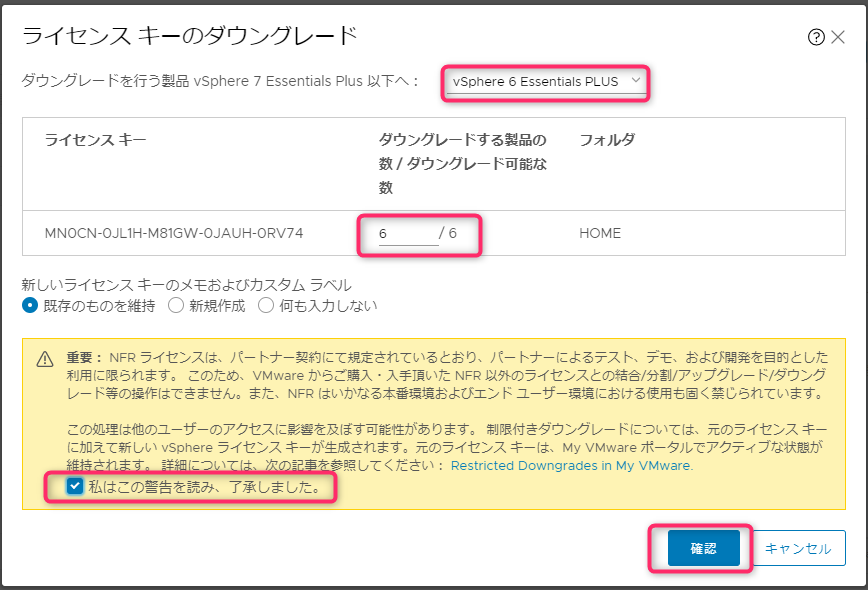 ライセンス キーのダウングレード
ダウングレードを行う製品 vSphere 7 Essentials Plus 以下へ：
vSphere 6 Essentials PLUS
ライセンス キー
ダウングレードする製品の
数 / ダウングレード可能な
数
フォルダ
MN0CN-0JL1H-M81GW-0JAUH-0RV74
6 / 6
HOME
新しいライセンス キーのメモおよびカスタム ラベル
既存のものを維持 新規作成 何も入力しない
重要： NFR ライセンスは、パートナー契約にて規定されているとおり、パートナーによるテスト、デモ、および開発を目的とした
利用に限られます。 このため、VMware からご購入・入手頂いた NFR 以外のライセンスとの結合/分割/アップグレード/ダウング
レード等の操作はできません。また、NFR はいかなる本番環境およびエンド ユーザー環境における使用も固く禁じられています。
この処理は他のユーザーのアクセスに影響を及ぼす可能性があります。 制限付きダウングレードについては、元のライセンス キー
に加えて新しい vSphere ライセンス キーが生成されます。元のライセンス キーは、My VMware ポータルでアクティブな状態が
維持されます。 詳細については、次の記事を参照してください： Restricted Downgrades in My VMware.
私はこの警告を読み、了承しました。
確認
キャンセル